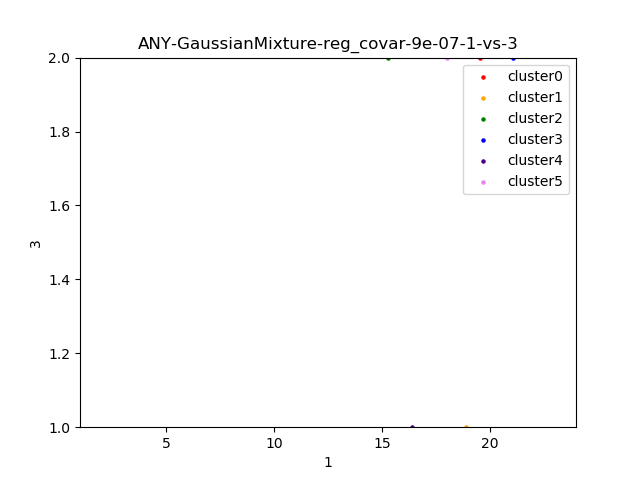 ANY-GaussianMixture-reg_covar-9e-07-1-vs-3
2.0
1.8
1.6
1.4
1.2
1.0
3
5
10
15
20
1
cluster0
cluster1
cluster2
cluster3
cluster4
cluster5